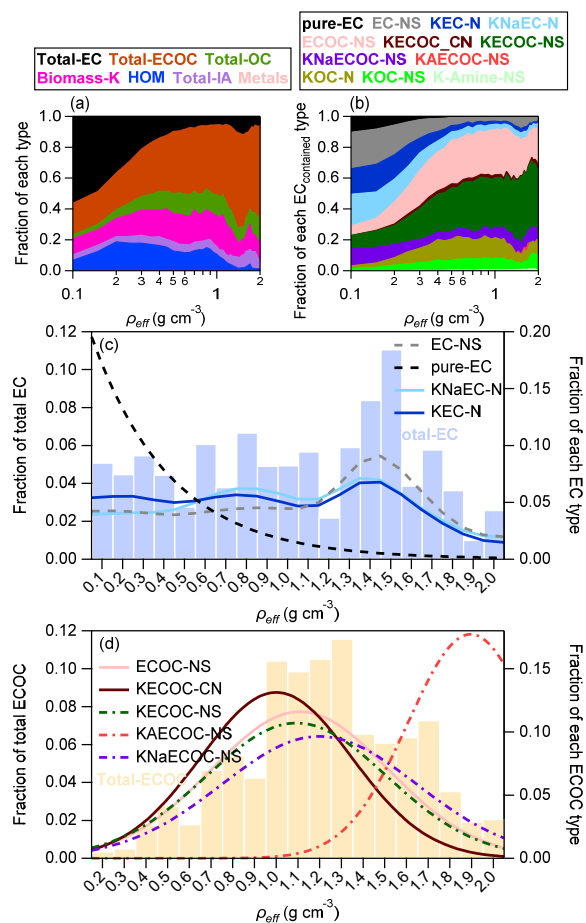 Total-EC Total-ECOC Total-OC
Biomass-K HOM Total-IA Metals
pure-EC EC-NS KEC-N KNaEC-N
ECOC-NS KECOC_CN KECOC-NS
KNaECOC-NS KAECOC-NS
KOC-N KOC-NS K-Amine-NS
(a)
Fraction of each type
1.0
0.8
0.6
0.4
0.2
0.0
0.1 2 3 4 5 6 1 2
ρeff (g cm-3)
(b)
Fraction of each ECcontained type
1.0
0.8
0.6
0.4
0.2
0.0
0.1 2 3 4 5 6 1 2
ρeff (g cm-3)
(c)
Fraction of total EC
0.12
0.10
0.08
0.06
0.04
0.02
0.00
EC-NS
pure-EC
KNaEC-N
KEC-N
otal-EC
0.20
0.15
0.10
0.05
0.00
Fraction of each EC type
0.1 0.2 0.3 0.4 0.5 0.6 0.7 0.8 0.9 1.0 1.1 1.2 1.3 1.4 1.5 1.6 1.7 1.8 1.9 2.0
ρeff (g cm-3)
(d)
Fraction of total ECOC
0.12
0.10
0.08
0.06
0.04
0.02
0.00
ECOC-NS
KECOC-CN
KECOC-NS
KAECOC-NS
KNaECOC-NS
Total-ECOC
0.15
0.10
0.05
0.00
Fraction of each ECOC type
0.2 0.3 0.4 0.5 0.6 0.7 0.8 0.9 1.0 1.1 1.2 1.3 1.4 1.5 1.6 1.7 1.8 1.9 2.0
ρeff (g cm-3)